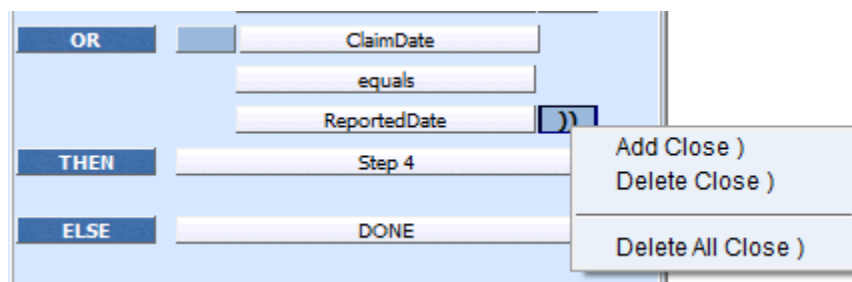 OR ClaimDate
equals
ReportedDate ))
THEN Step 4
ELSE DONE
Add Close )
Delete Close )
Delete All Close )